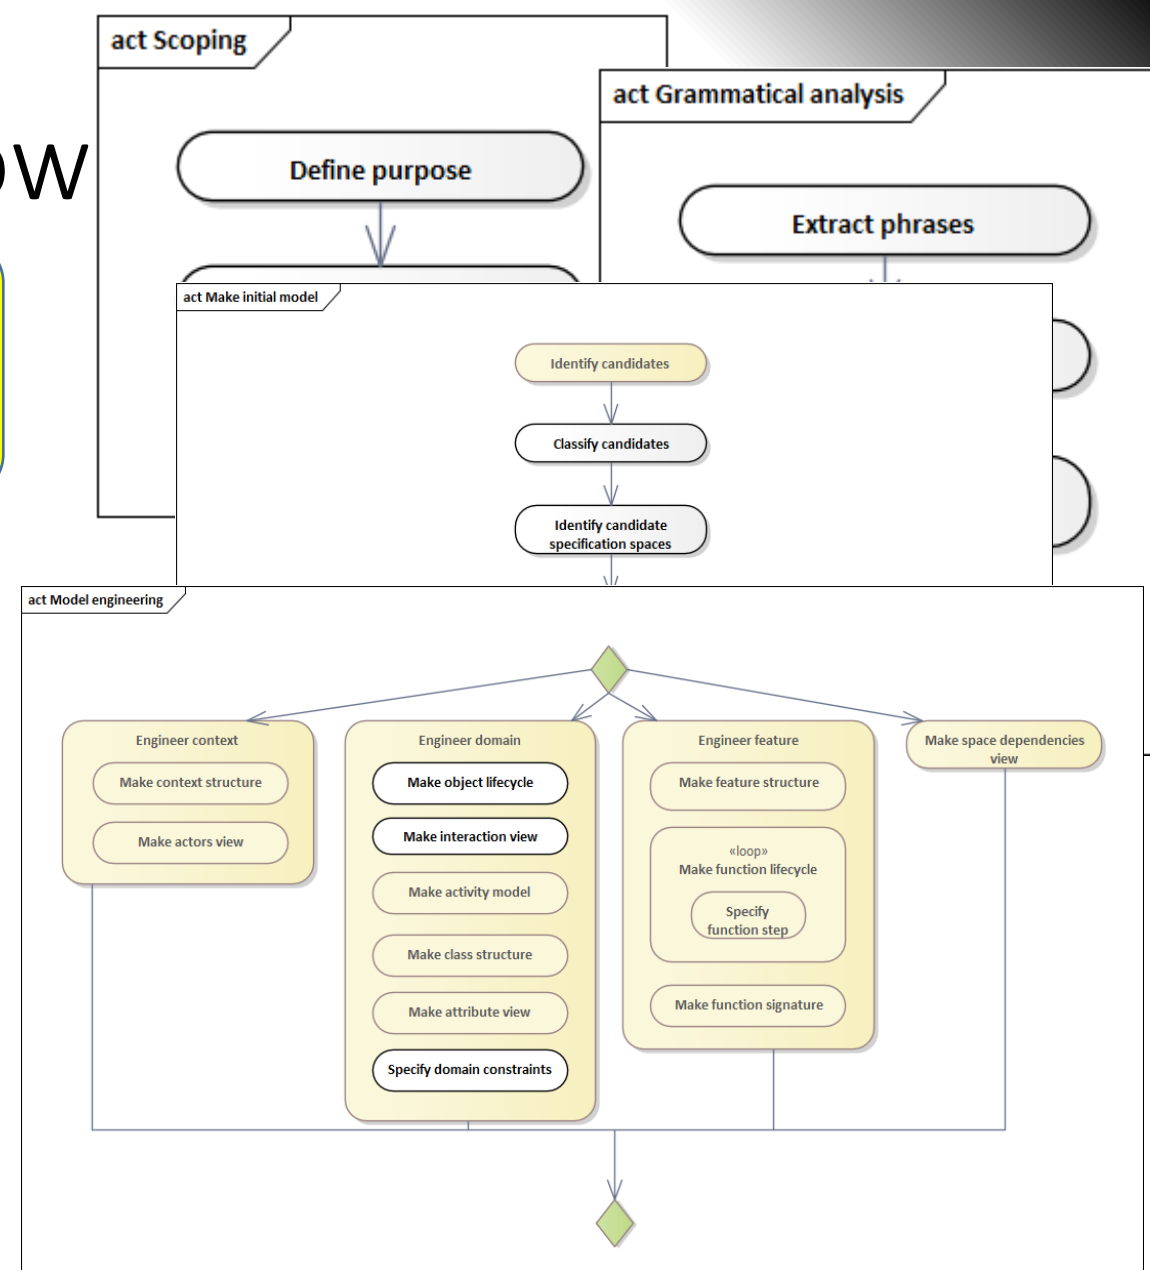 act Scoping
act Grammatical analysis
ow
Define purpose
Extract phrases
act Make initial model
Identify candidates
Classify candidates
Identify candidate
specification spaces
act Model engineering
Engineer context
Make context structure
Make actors view
Engineer domain
Make object lifecycle
Make interaction view
Make activity model
Make class structure
Make attribute view
Specify domain constraints
Engineer feature
Make feature structure
«loop»
Make function lifecycle
Specify
function step
Make function signature
Make space dependencies
view